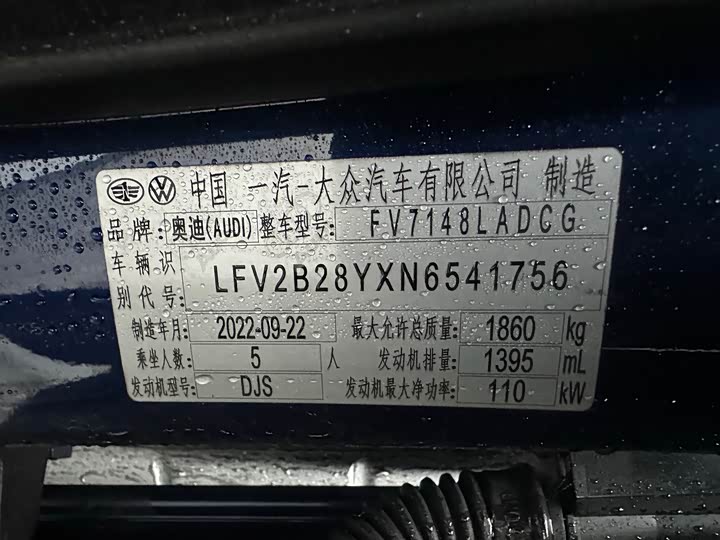 中国 一汽-大众汽车有限公司 制造
品牌: 奥迪(AUDI) 整车型号: FV7148LADCG
车辆识别代号: LFV2B28YXN6541756
制造年月: 2022-09-22 最大允许总质量: 1860 kg
乘坐人数: 5 人 发动机排量: 1395 mL
发动机型号: DJS 发动机最大净功率: 110 kW